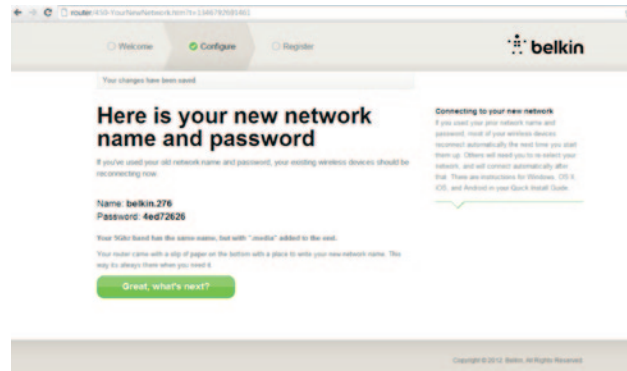 router/450-YourNewNetwork.htm?t=1346792691461
Welcome
Configure
Register
belkin
Your changes have been saved
Here is your new network
name and password
If you've used your old network name and password, your existing wireless devices should be
reconnecting now.
Name: belkin.276
Password: 4ed72626
Your 5Ghz band has the same name, but with ".media" added to the end.
Your router came with a slip of paper on the bottom with a place to write your new network name. This
way its always there when you need it.
Great, what's next?
Connecting to your new network
If you used your prior network name and
password, most of your wireless devices
reconnect automatically the next time you start
them up. Others will need you to re-select your
network, and will connect automatically after
that. There are instructions for Windows, OS X,
iOS, and Android in your Quick Install Guide.
Copyright © 2012 Belkin, All Rights Reserved